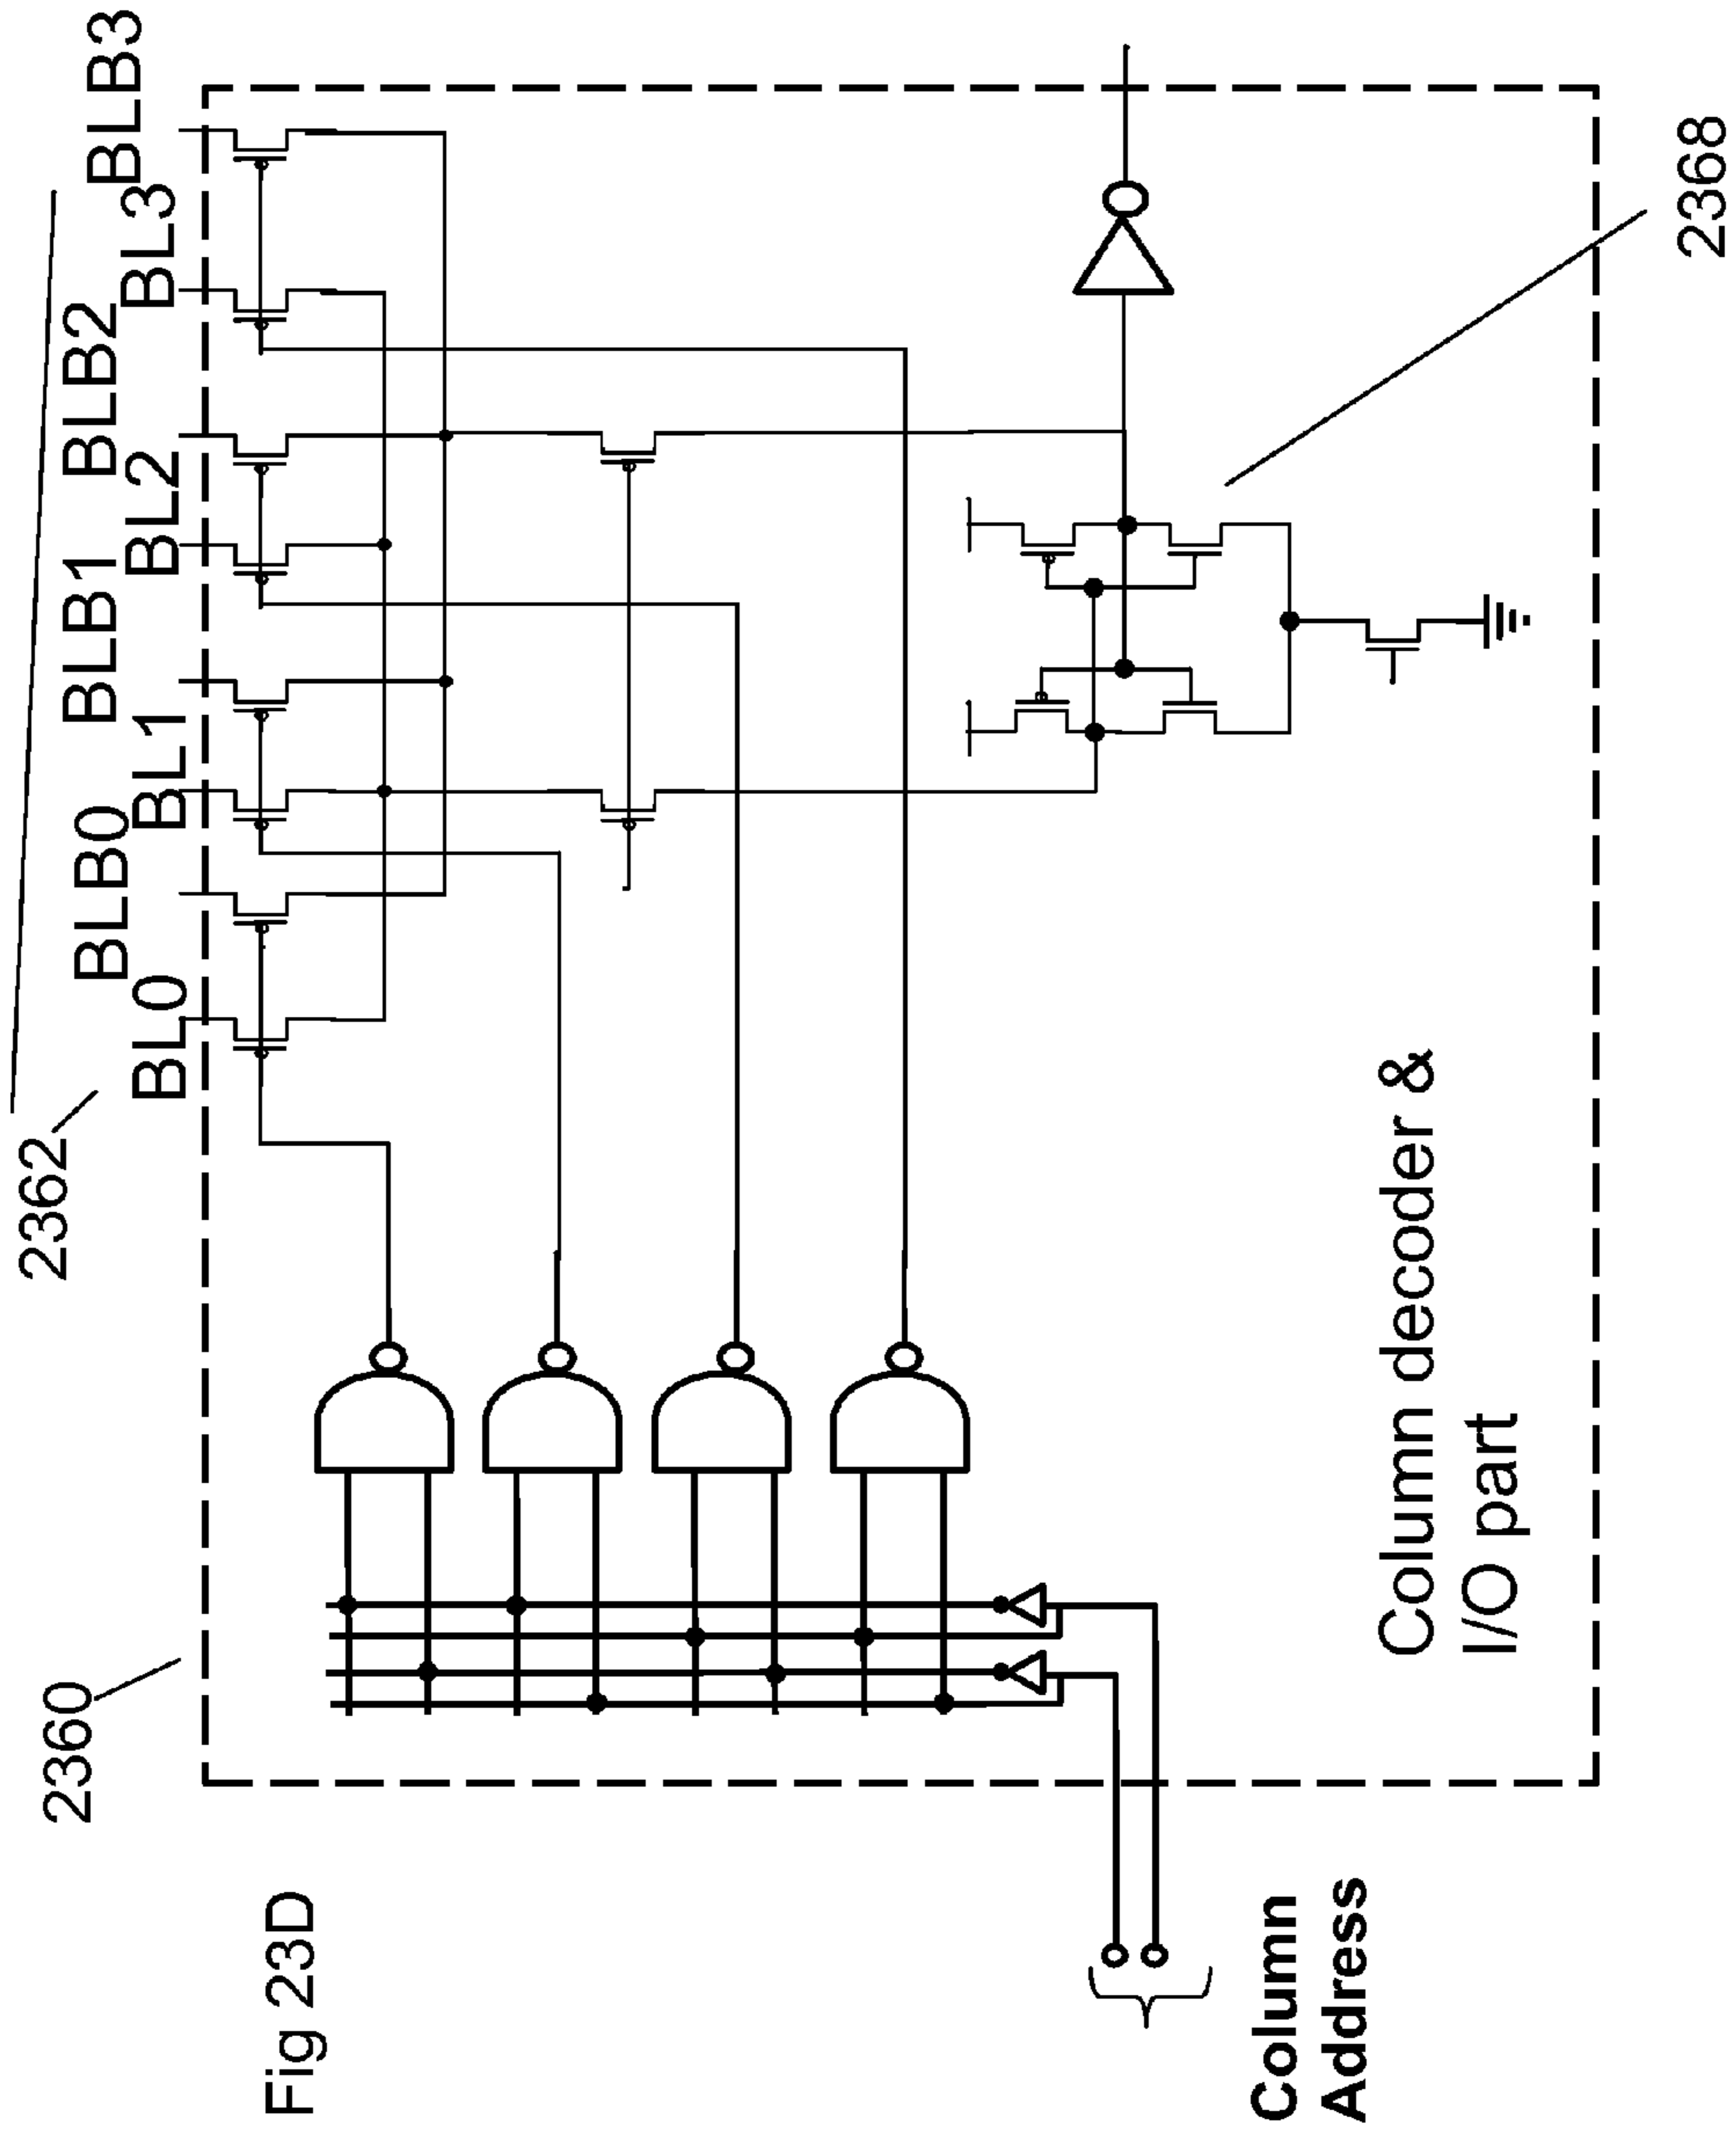 Fig 23D
2360
2362
BL0
BLB0
BL1
BLB1
BL2
BLB2
BL3
BLB3
2368
Column decoder &
I/O part
Column
Address